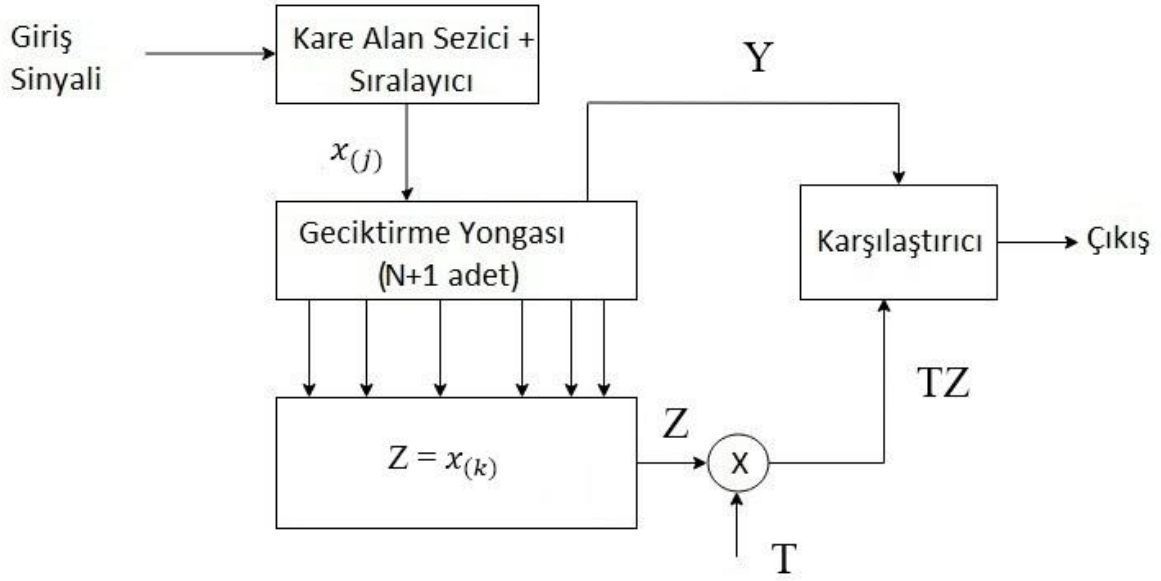 Giriş
Sinyali
Kare Alan Sezici +
Sıralayıcı
Y
x(j)
Geciktirme Yongası
(N+1 adet)
Karşılaştırıcı
Çıkış
TZ
Z = x(k)
Z
X
T